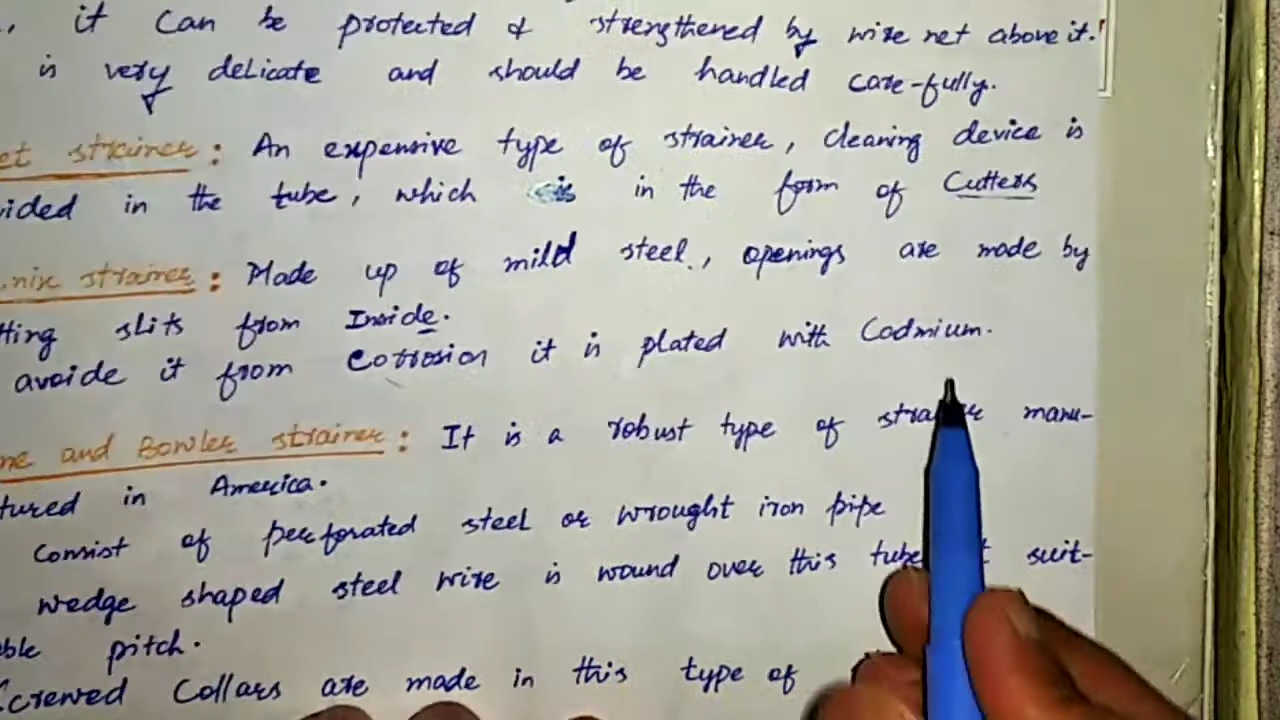 ., it can be protected & strengthened by wire net above it.
is very delicate and should be handled care-fully.
et strainer: An expensive type of strainer, cleaning device is
vided in the tube, which is in the form of Cutters
nix strainer: Made up of mild steel, openings are made by
tting slits from Inside.
avoide it from Corrosion it is plated with Cadmium.
ne and Bowler strainer: It is a robust type of strainer manu-
tured in America.
Consist of perforated steel or wrought iron pipe
wedge shaped steel wire is wound over this tube suit-
able pitch.
Screwed Collars are made in this type of